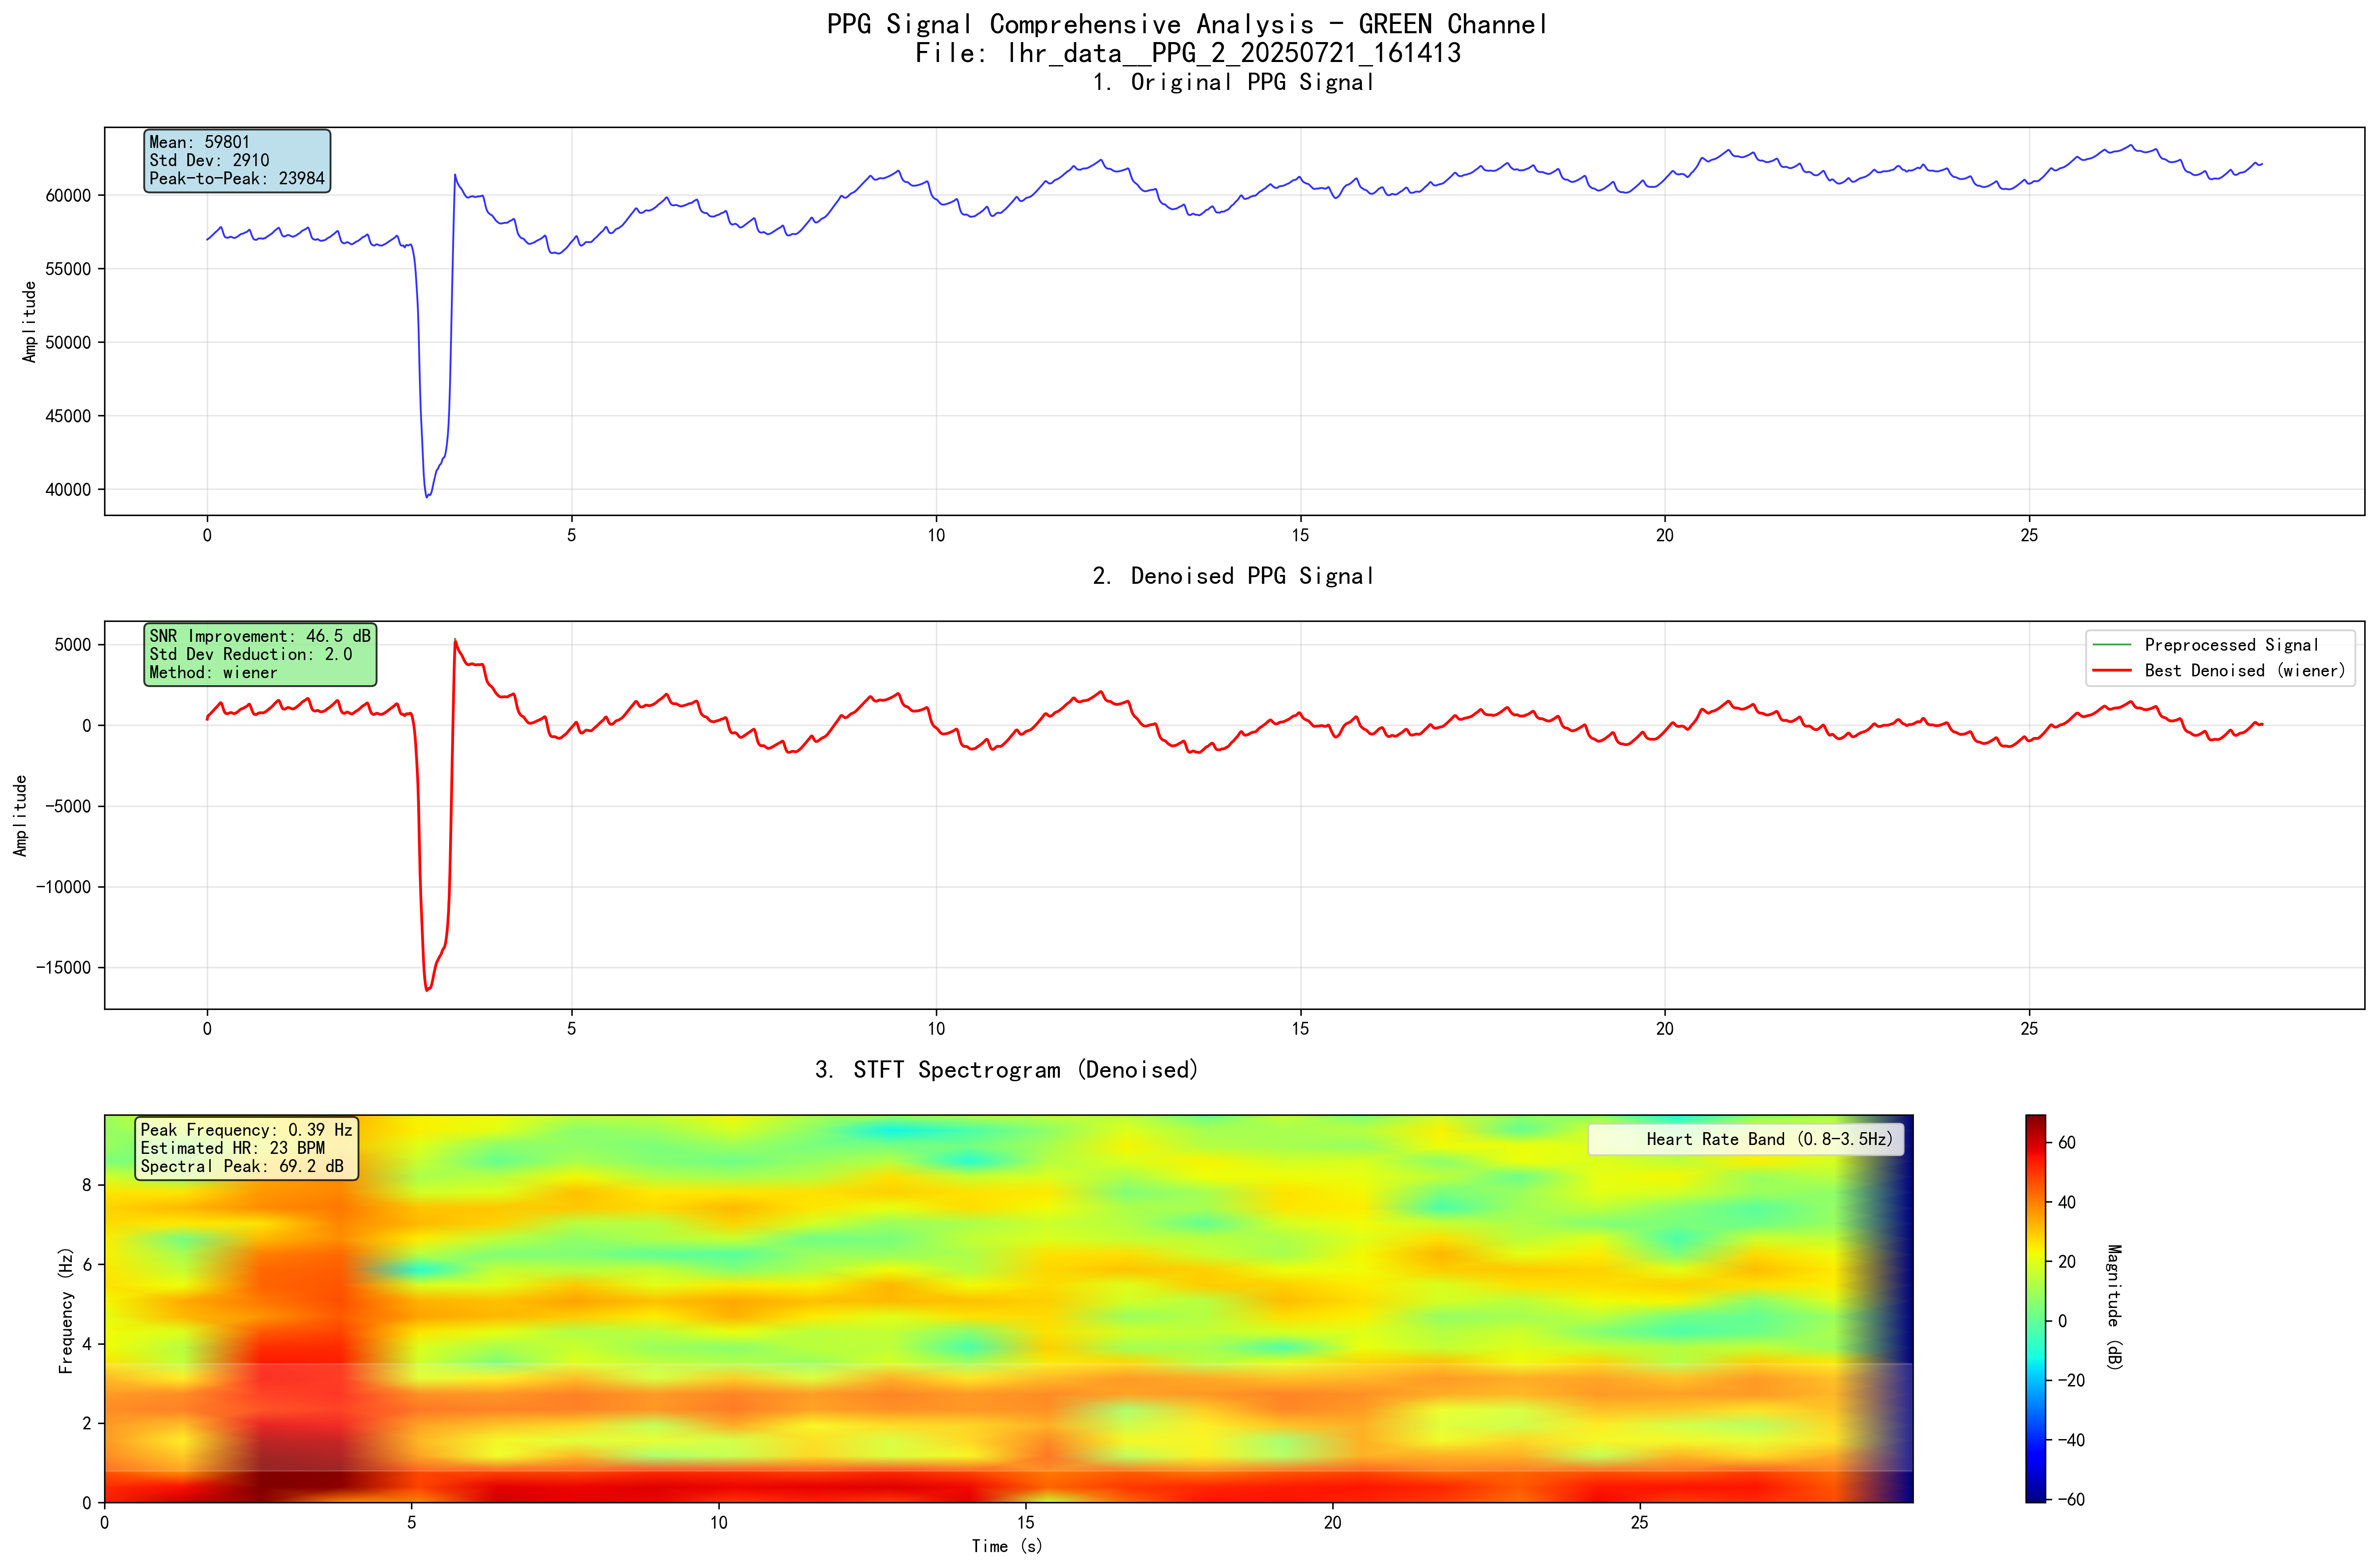 PPG Signal Comprehensive Analysis - GREEN Channel
File: lhr_data__PPG_2_20250721_161413
1. Original PPG Signal
Mean: 59801
Std Dev: 2910
Peak-to-Peak: 23984
Amplitude
60000
55000
50000
45000
40000
0 5 10 15 20 25
2. Denoised PPG Signal
SNR Improvement: 46.5 dB
Std Dev Reduction: 2.0
Method: wiener
Preprocessed Signal
Best Denoised (wiener)
Amplitude
5000
0
-5000
-10000
-15000
0 5 10 15 20 25
3. STFT Spectrogram (Denoised)
Peak Frequency: 0.39 Hz
Estimated HR: 23 BPM
Spectral Peak: 69.2 dB
Heart Rate Band (0.8-3.5Hz)
Frequency (Hz)
8
6
4
2
0
0 5 10 15 20 25
Time (s)
60
40
20
0
-20
-40
-60
Magnitude (dB)